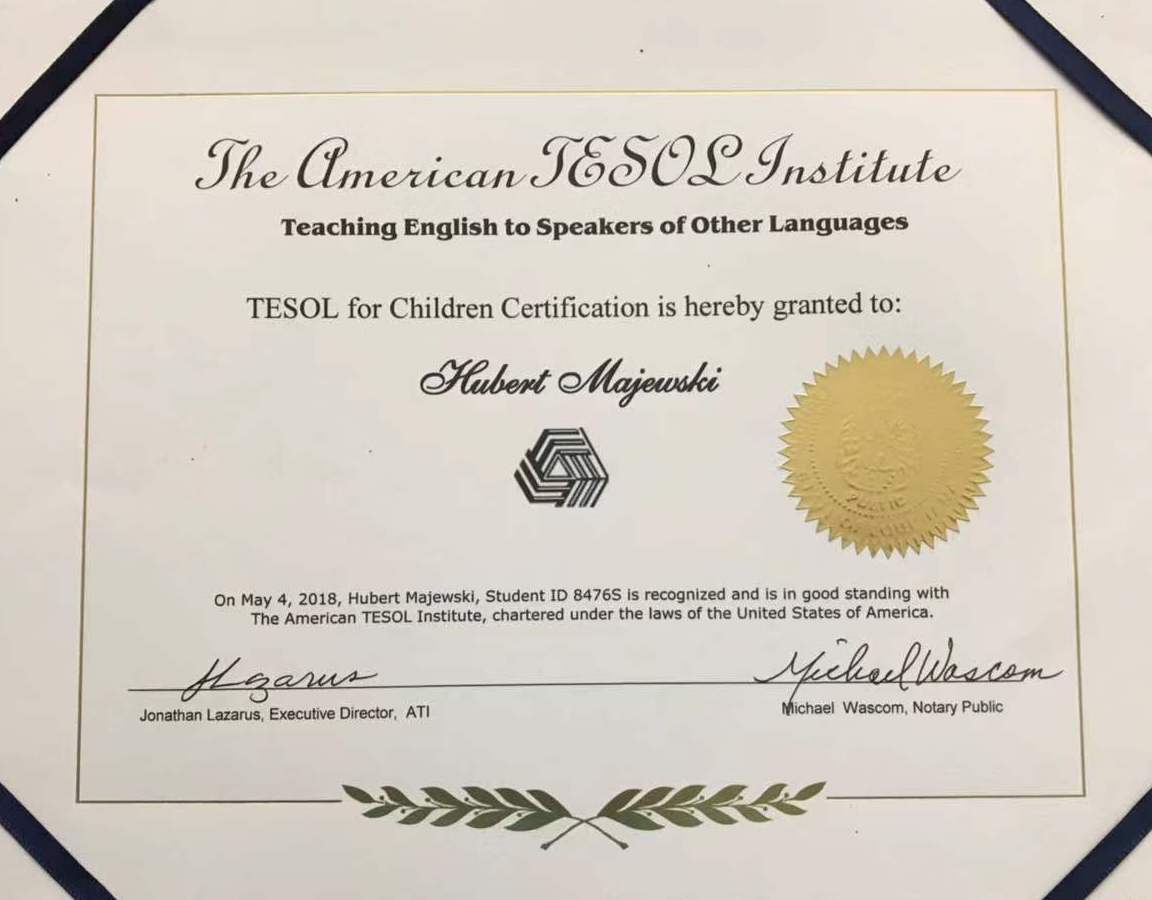 The American TESOL Institute
Teaching English to Speakers of Other Languages
TESOL for Children Certification is hereby granted to:
Hubert Majewski
PUBLIC
On May 4, 2018, Hubert Majewski, Student ID 8476S is recognized and is in good standing with
The American TESOL Institute, chartered under the laws of the United States of America.
Michael Wascom
Jonathan Lazarus, Executive Director, ATI
Michael Wascom, Notary Public